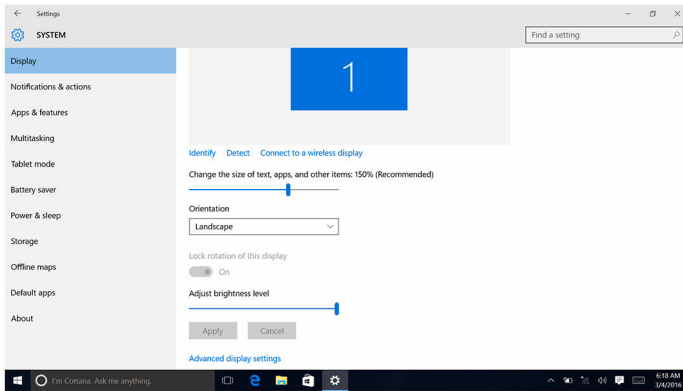 Settings
SYSTEM
Find a setting
Display
Notifications & actions
Apps & features
Multitasking
Tablet mode
Battery saver
Power & sleep
Storage
Offline maps
Default apps
About
1
Identify Detect Connect to a wireless display
Change the size of text, apps, and other items: 150% (Recommended)
Orientation
Landscape
Lock rotation of this display
On
Adjust brightness level
Apply Cancel
Advanced display settings
I'm Cortana. Ask me anything.
6:18 AM
3/4/2016